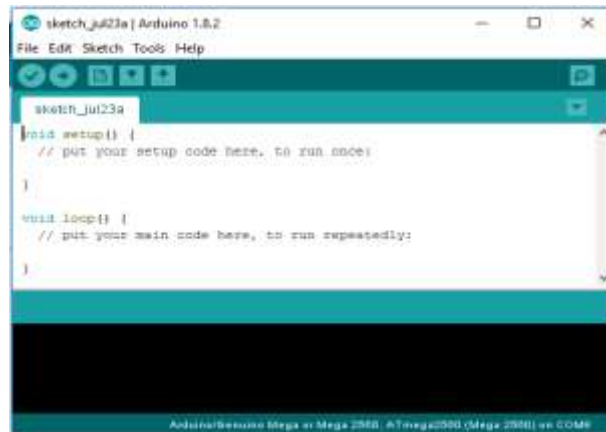 sketch_jul23a | Arduino 1.8.2
File Edit Sketch Tools Help
sketch_jul23a
void setup() {
// put your setup code here, to run once:
}
void loop() {
// put your main code here, to run repeatedly:
}
Arduino/Genuino Mega or Mega 2560, ATmega2560 (Mega 2560) on COM6